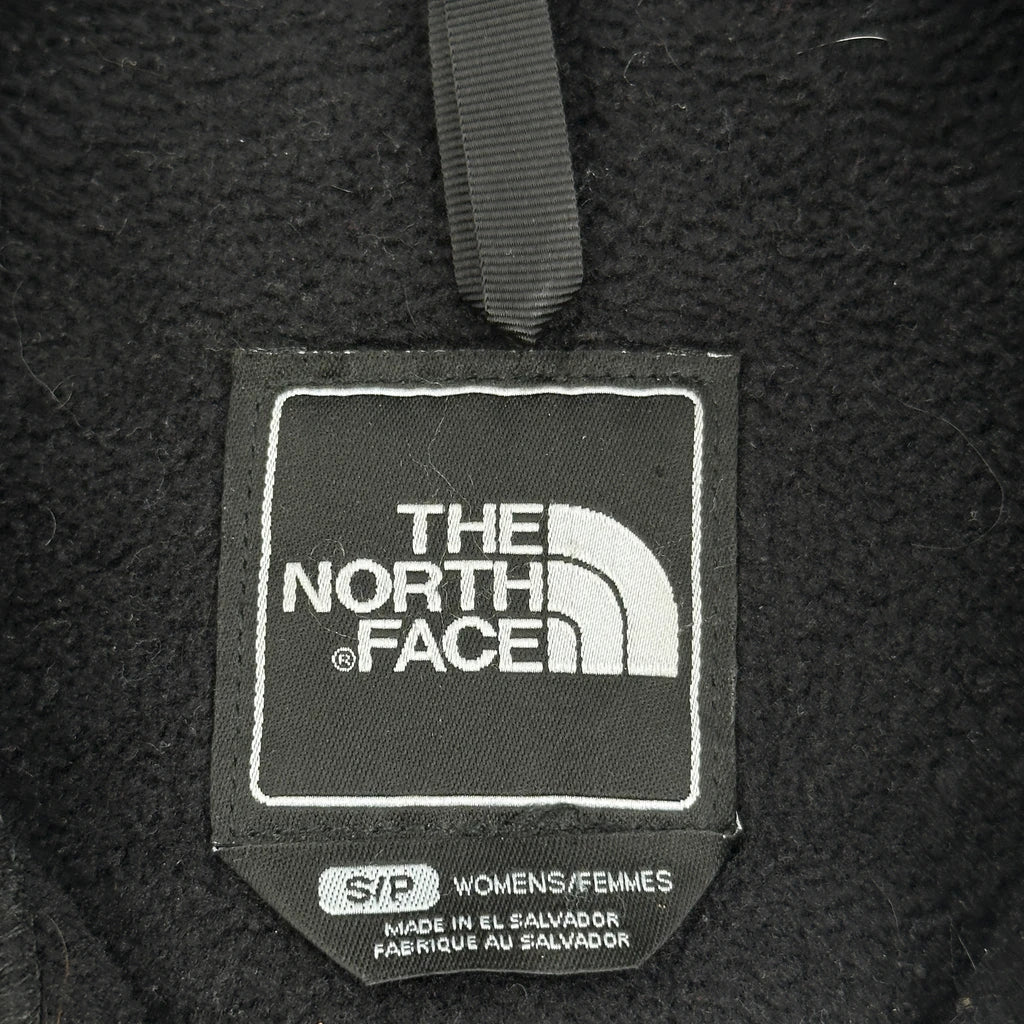 THE
NORTH
®FACE
S/P WOMENS/FEMMES
MADE IN EL SALVADOR
FABRIQUE AU SALVADOR